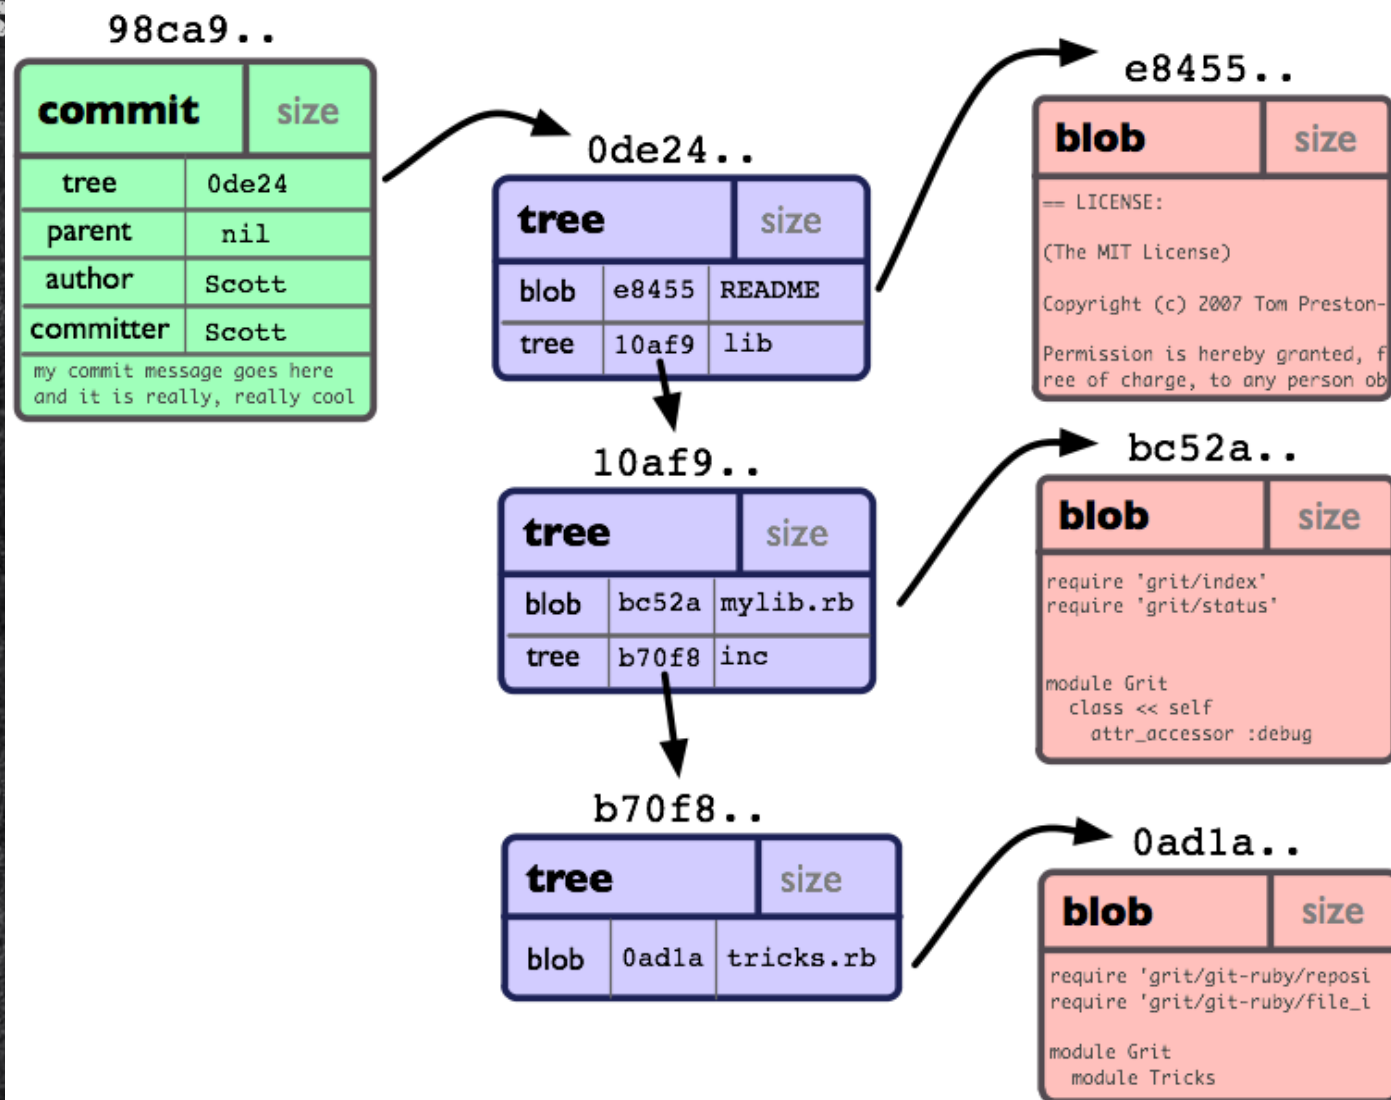 98ca9..
commit size
tree 0de24
parent nil
author Scott
committer Scott
my commit message goes here
and it is really, really cool
0de24..
tree size
blob e8455 README
tree 10af9 lib
10af9..
tree size
blob bc52a mylib.rb
tree b70f8 inc
b70f8..
tree size
blob 0ad1a tricks.rb
e8455..
blob size
== LICENSE:
(The MIT License)
Copyright (c) 2007 Tom Preston-
Permission is hereby granted, f
ree of charge, to any person ob
bc52a..
blob size
require 'grit/index'
require 'grit/status'
module Grit
class << self
attr_accessor :debug
0ad1a..
blob size
require 'grit/git-ruby/reposi
require 'grit/git-ruby/file_i
module Grit
module Tricks